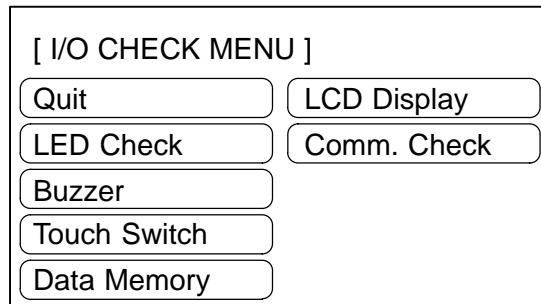 [ I/O CHECK MENU ]
Quit
LCD Display
LED Check
Comm. Check
Buzzer
Touch Switch
Data Memory